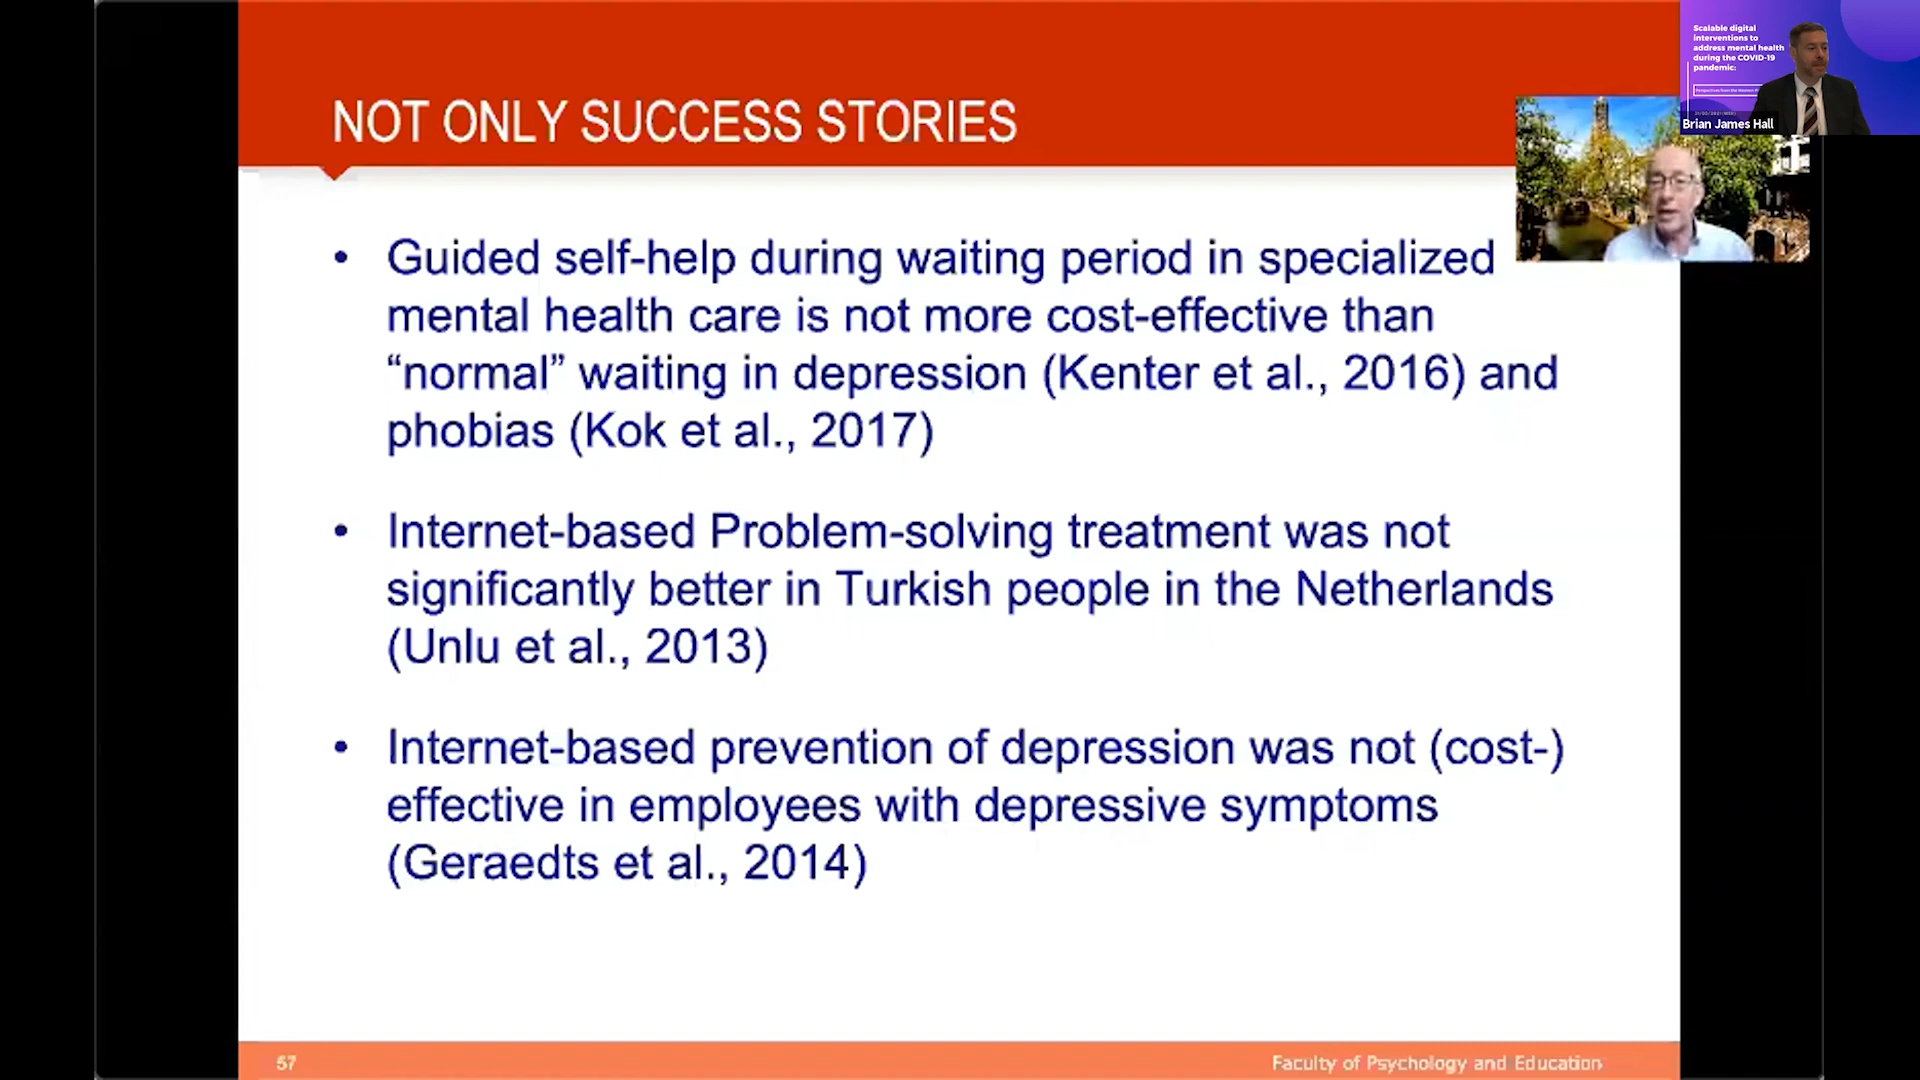 NOT ONLY SUCCESS STORIES
Scalable digital
interventions to
address mental health
during the COVID-19
pandemic:
Brian James Hall
• Guided self-help during waiting period in specialized
mental health care is not more cost-effective than
“normal” waiting in depression (Kenter et al., 2016) and
phobias (Kok et al., 2017)
• Internet-based Problem-solving treatment was not
significantly better in Turkish people in the Netherlands
(Unlu et al., 2013)
• Internet-based prevention of depression was not (cost-)
effective in employees with depressive symptoms
(Geraedts et al., 2014)
57
Faculty of Psychology and Education